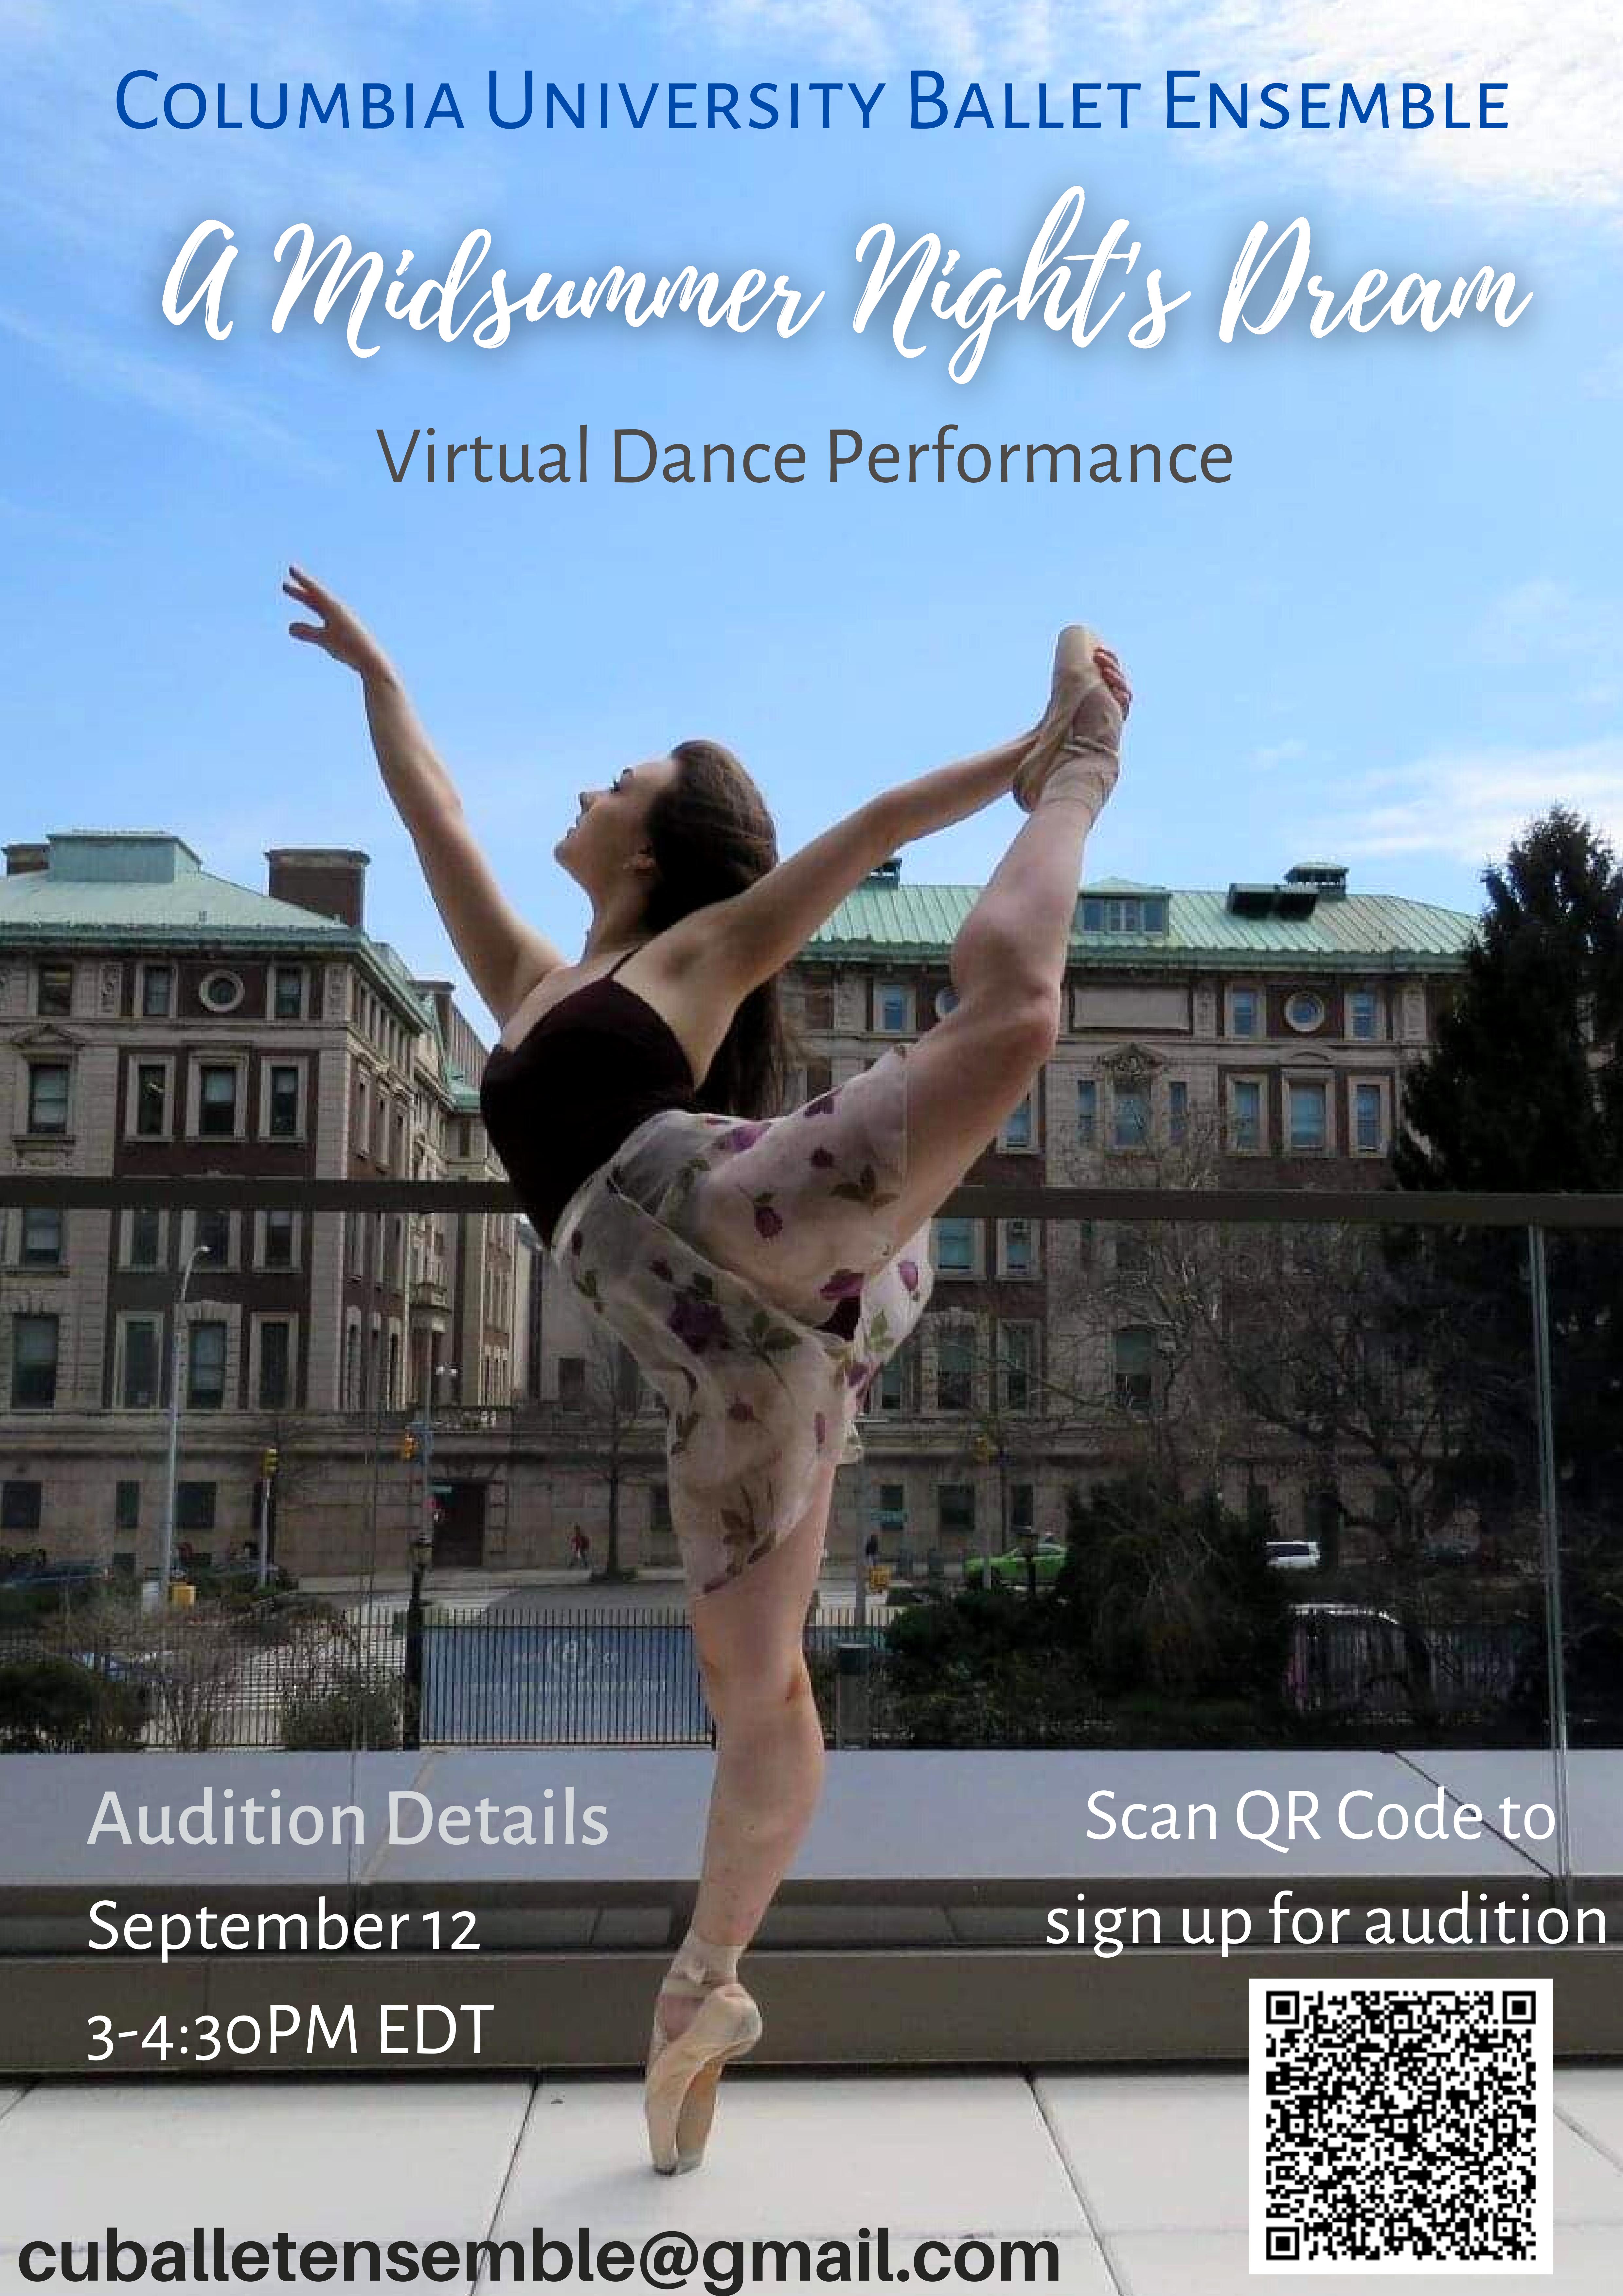 Columbia University Ballet Ensemble
A Midsummer Night's Dream
Virtual Dance Performance
Audition Details
September 12
3-4:30PM EDT
Scan QR Code to
sign up for audition
cuballetensemble@gmail.com